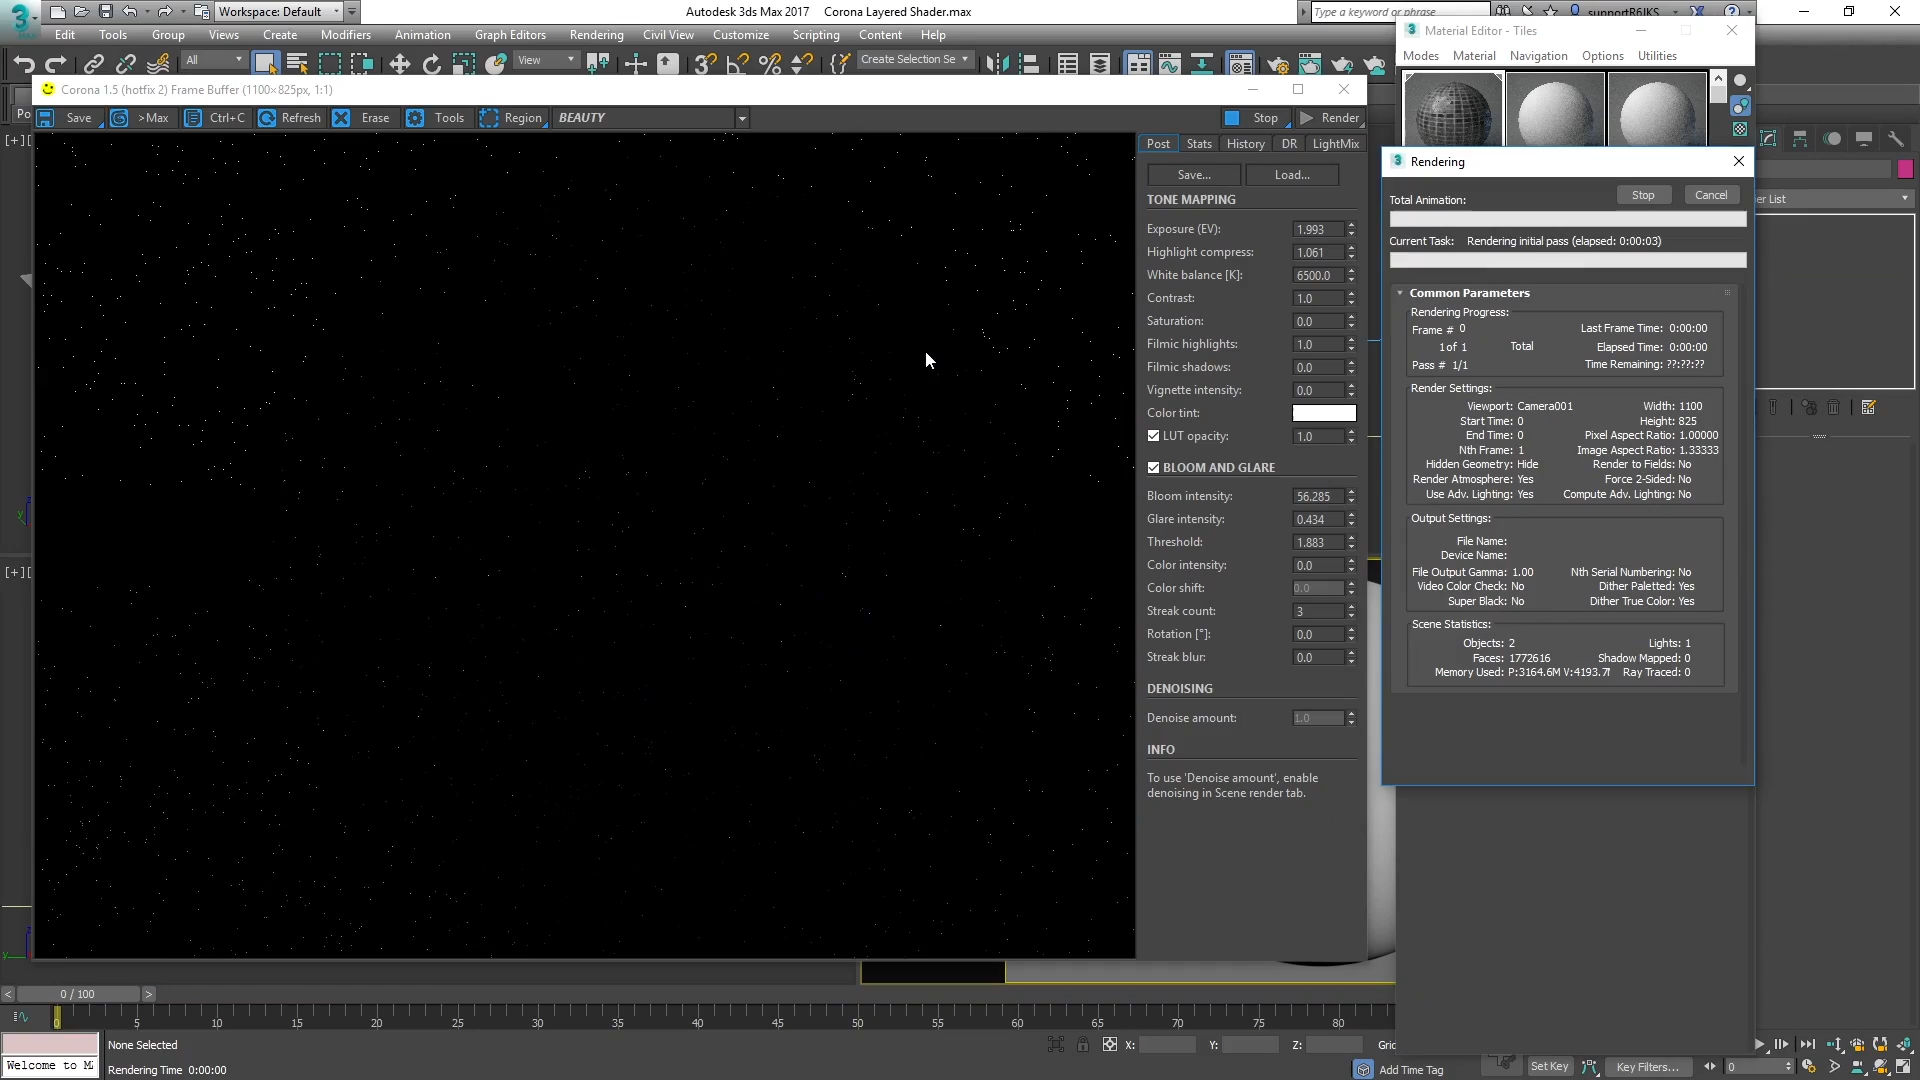 Workspace: Default
Autodesk 3ds Max 2017 Corona Layered Shader.max
Type a keyword or phrase
supportR6JKS
Edit Tools Group Views Create Modifiers Animation Graph Editors Rendering Civil View Customize Scripting Content Help
All
View
Create Selection Se
Material Editor - Tiles
Modes Material Navigation Options Utilities
Corona 1.5 (hotfix 2) Frame Buffer (1100×825px, 1:1)
Save >Max Ctrl+C Refresh Erase Tools Region BEAUTY Stop Render
Po
[+][
Post Stats History DR LightMix
Save... Load...
TONE MAPPING
Exposure (EV): 1.993
Highlight compress: 1.061
White balance [K]: 6500.0
Contrast: 1.0
Saturation: 0.0
Filmic highlights: 1.0
Filmic shadows: 0.0
Vignette intensity: 0.0
Color tint:
LUT opacity: 1.0
BLOOM AND GLARE
Bloom intensity: 56.285
Glare intensity: 0.434
Threshold: 1.883
Color intensity: 0.0
Color shift: 0.0
Streak count: 3
Rotation [°]: 0.0
Streak blur: 0.0
DENOISING
Denoise amount: 1.0
INFO
To use 'Denoise amount', enable
denoising in Scene render tab.
Rendering
Total Animation:
Stop Cancel
Current Task: Rendering initial pass (elapsed: 0:00:03)
Common Parameters
Rendering Progress:
Frame # 0 Last Frame Time: 0:00:00
1 of 1 Total Elapsed Time: 0:00:00
Pass # 1/1 Time Remaining: ??:??:??
Render Settings:
Viewport: Camera001 Width: 1100
Start Time: 0 Height: 825
End Time: 0 Pixel Aspect Ratio: 1.00000
Nth Frame: 1 Image Aspect Ratio: 1.33333
Hidden Geometry: Hide Render to Fields: No
Render Atmosphere: Yes Force 2-Sided: No
Use Adv. Lighting: Yes Compute Adv. Lighting: No
Output Settings:
File Name:
Device Name:
File Output Gamma: 1.00 Nth Serial Numbering: No
Video Color Check: No Dither Paletted: Yes
Super Black: No Dither True Color: Yes
Scene Statistics:
Objects: 2 Lights: 1
Faces: 1772616 Shadow Mapped: 0
Memory Used: P:3164.6M V:4193.7 Ray Traced: 0
er List
[+][
0 / 100
0 5 10 15 20 25 30 35 40 45 50 55 60 65 70 75 80
None Selected
X: Y: Z: Grid
Welcome to M
Rendering Time 0:00:00
Add Time Tag
Set Key Key Filters... 0